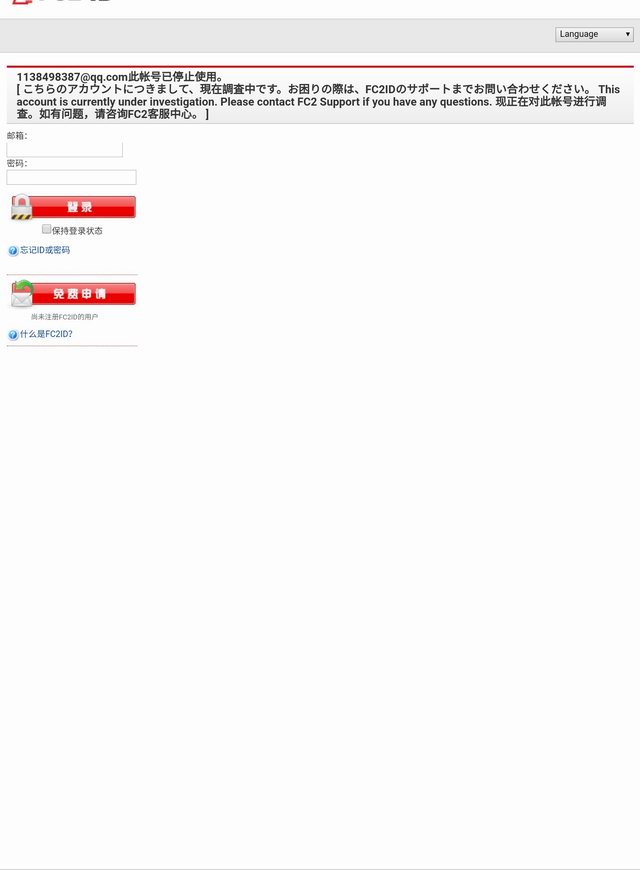 Language
1138498387@qq.com此帐号已停止使用。
[ こちらのアカウントにつきまして、現在調査中です。お困りの際は、FC2IDのサポートまでお問い合わせください。 This
account is currently under investigation. Please contact FC2 Support if you have any questions. 现正在对此帐号进行调
查。如有问题，请咨询FC2客服中心。 ]
邮箱：
密码：
登录
保持登录状态
忘记ID或密码
免费申请
尚未注册FC2ID的用户
什么是FC2ID？